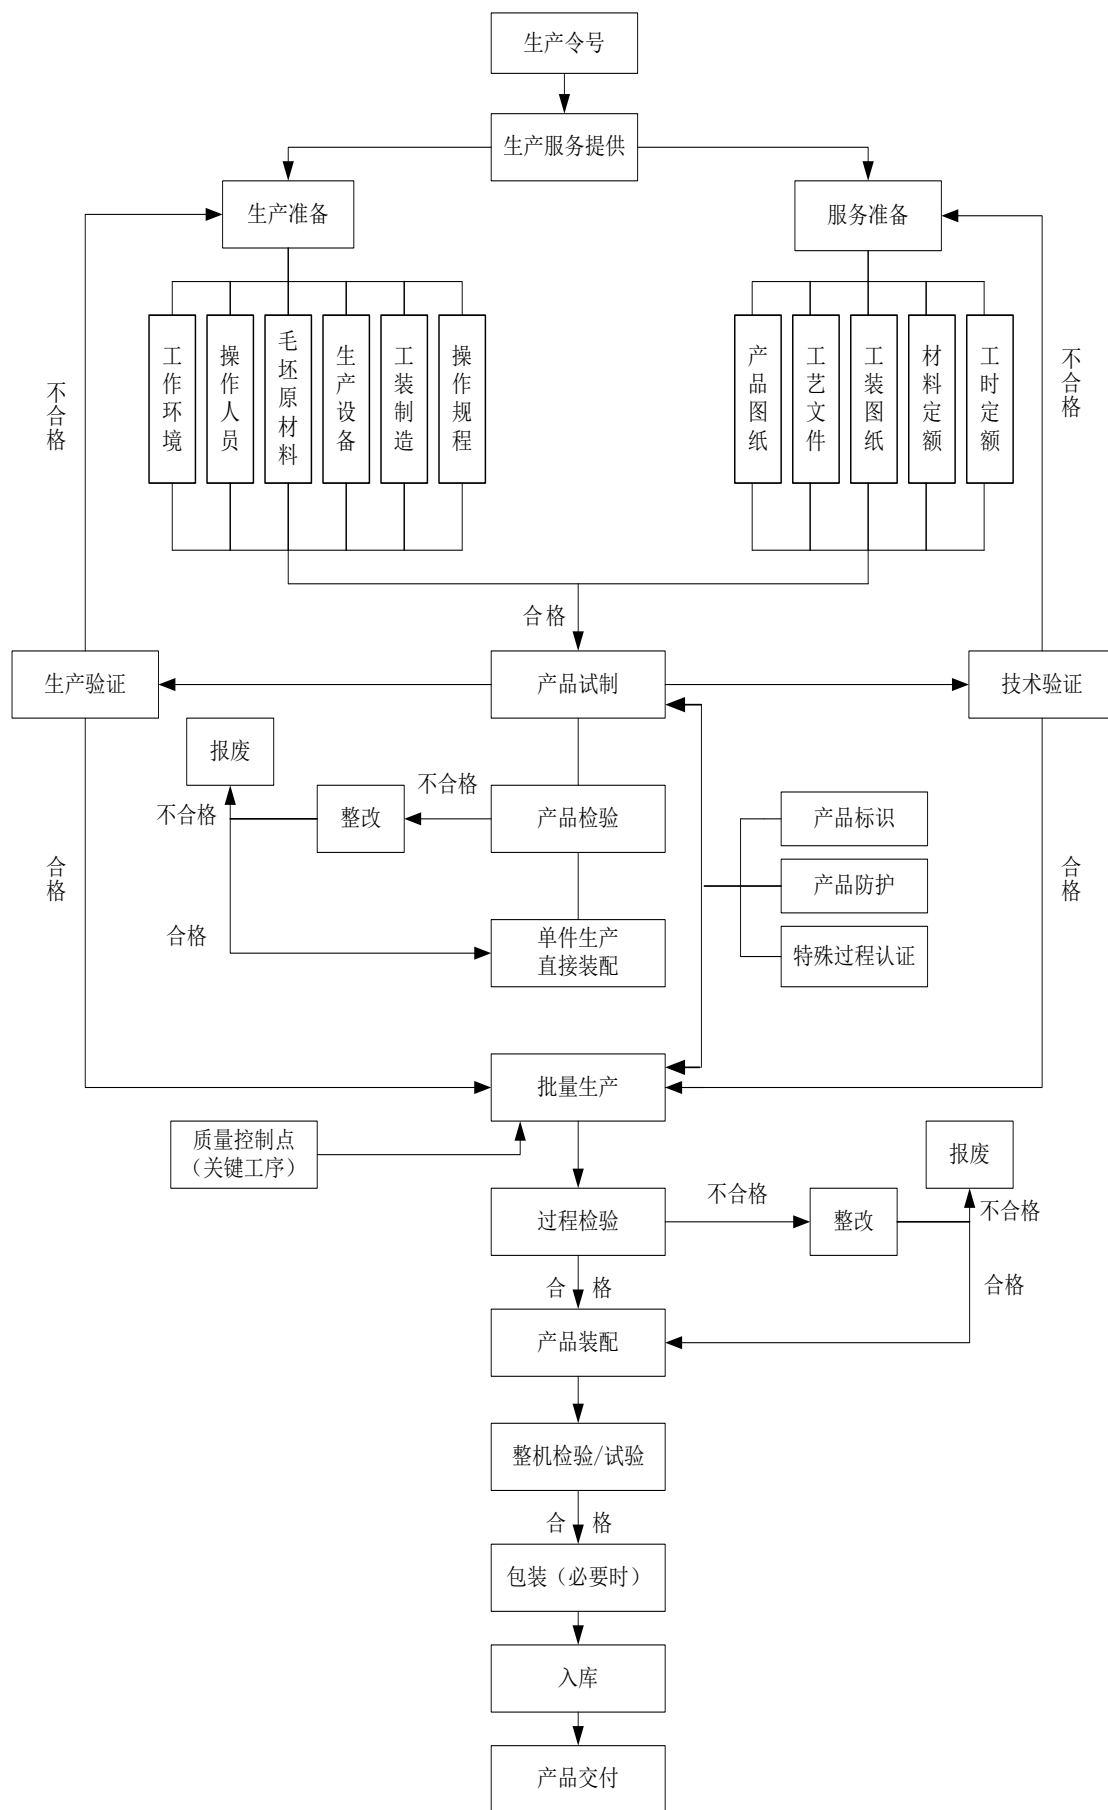 生产令号
生产服务提供
生产准备
服务准备
工作环境
操作人员
毛坯原材料
生产设备
工装制造
操作规程
产品图纸
工艺文件
工装图纸
材料定额
工时定额
不合格
不合格
合格
生产验证
产品试制
技术验证
报废
不合格
整改
不合格
产品检验
产品标识
合格
产品防护
合格
合格
单件生产
直接装配
特殊过程认证
批量生产
质量控制点
（关键工序）
报废
过程检验
不合格
整改
不合格
合格
合格
产品装配
整机检验/试验
合格
包装（必要时）
入库
产品交付